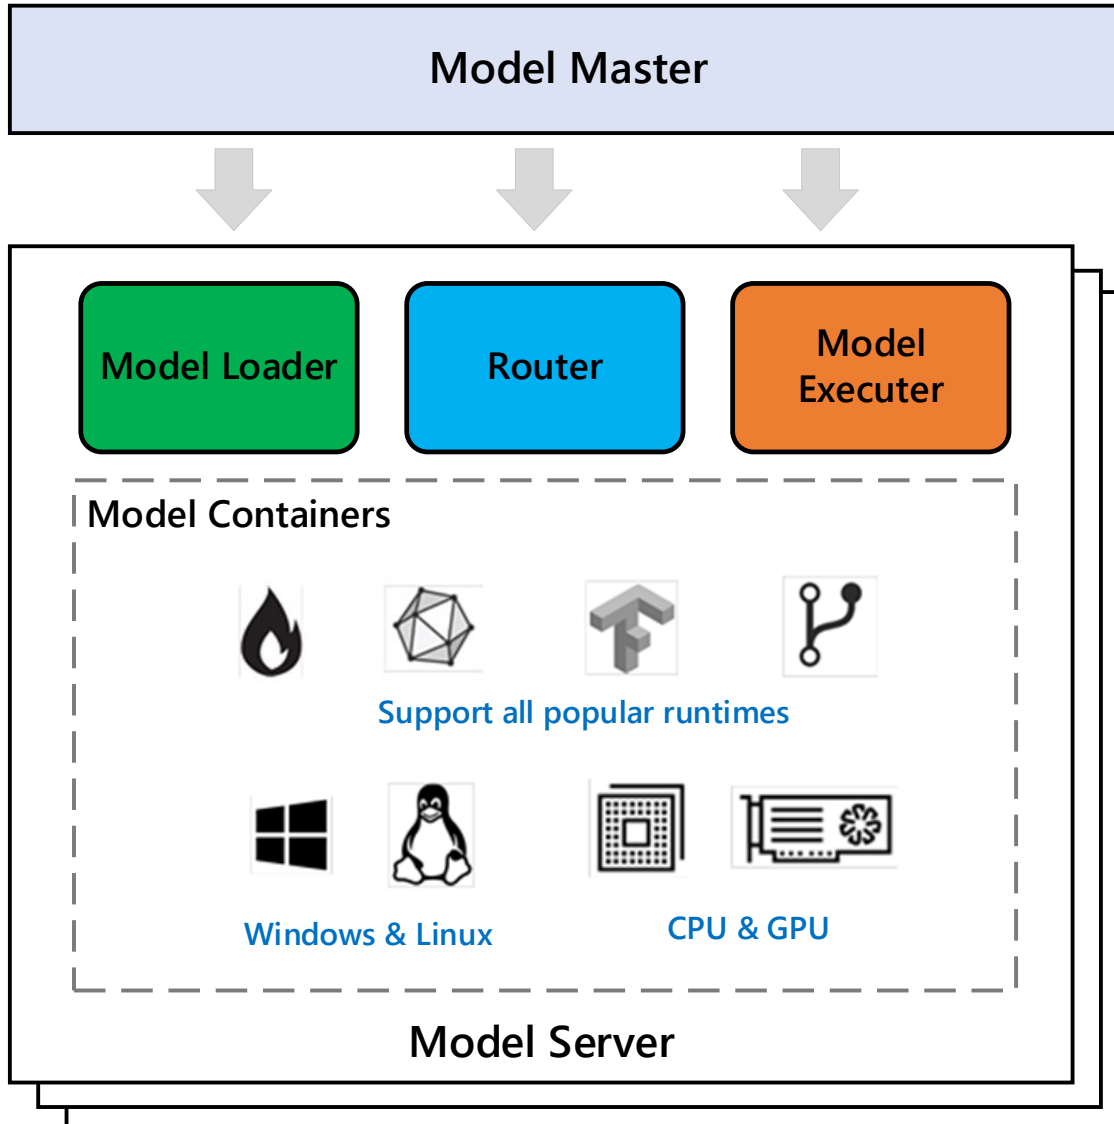 Model Master
Model Loader
Router
Model
Executer
Model Containers
Support all popular runtimes
Windows & Linux
CPU & GPU
Model Server